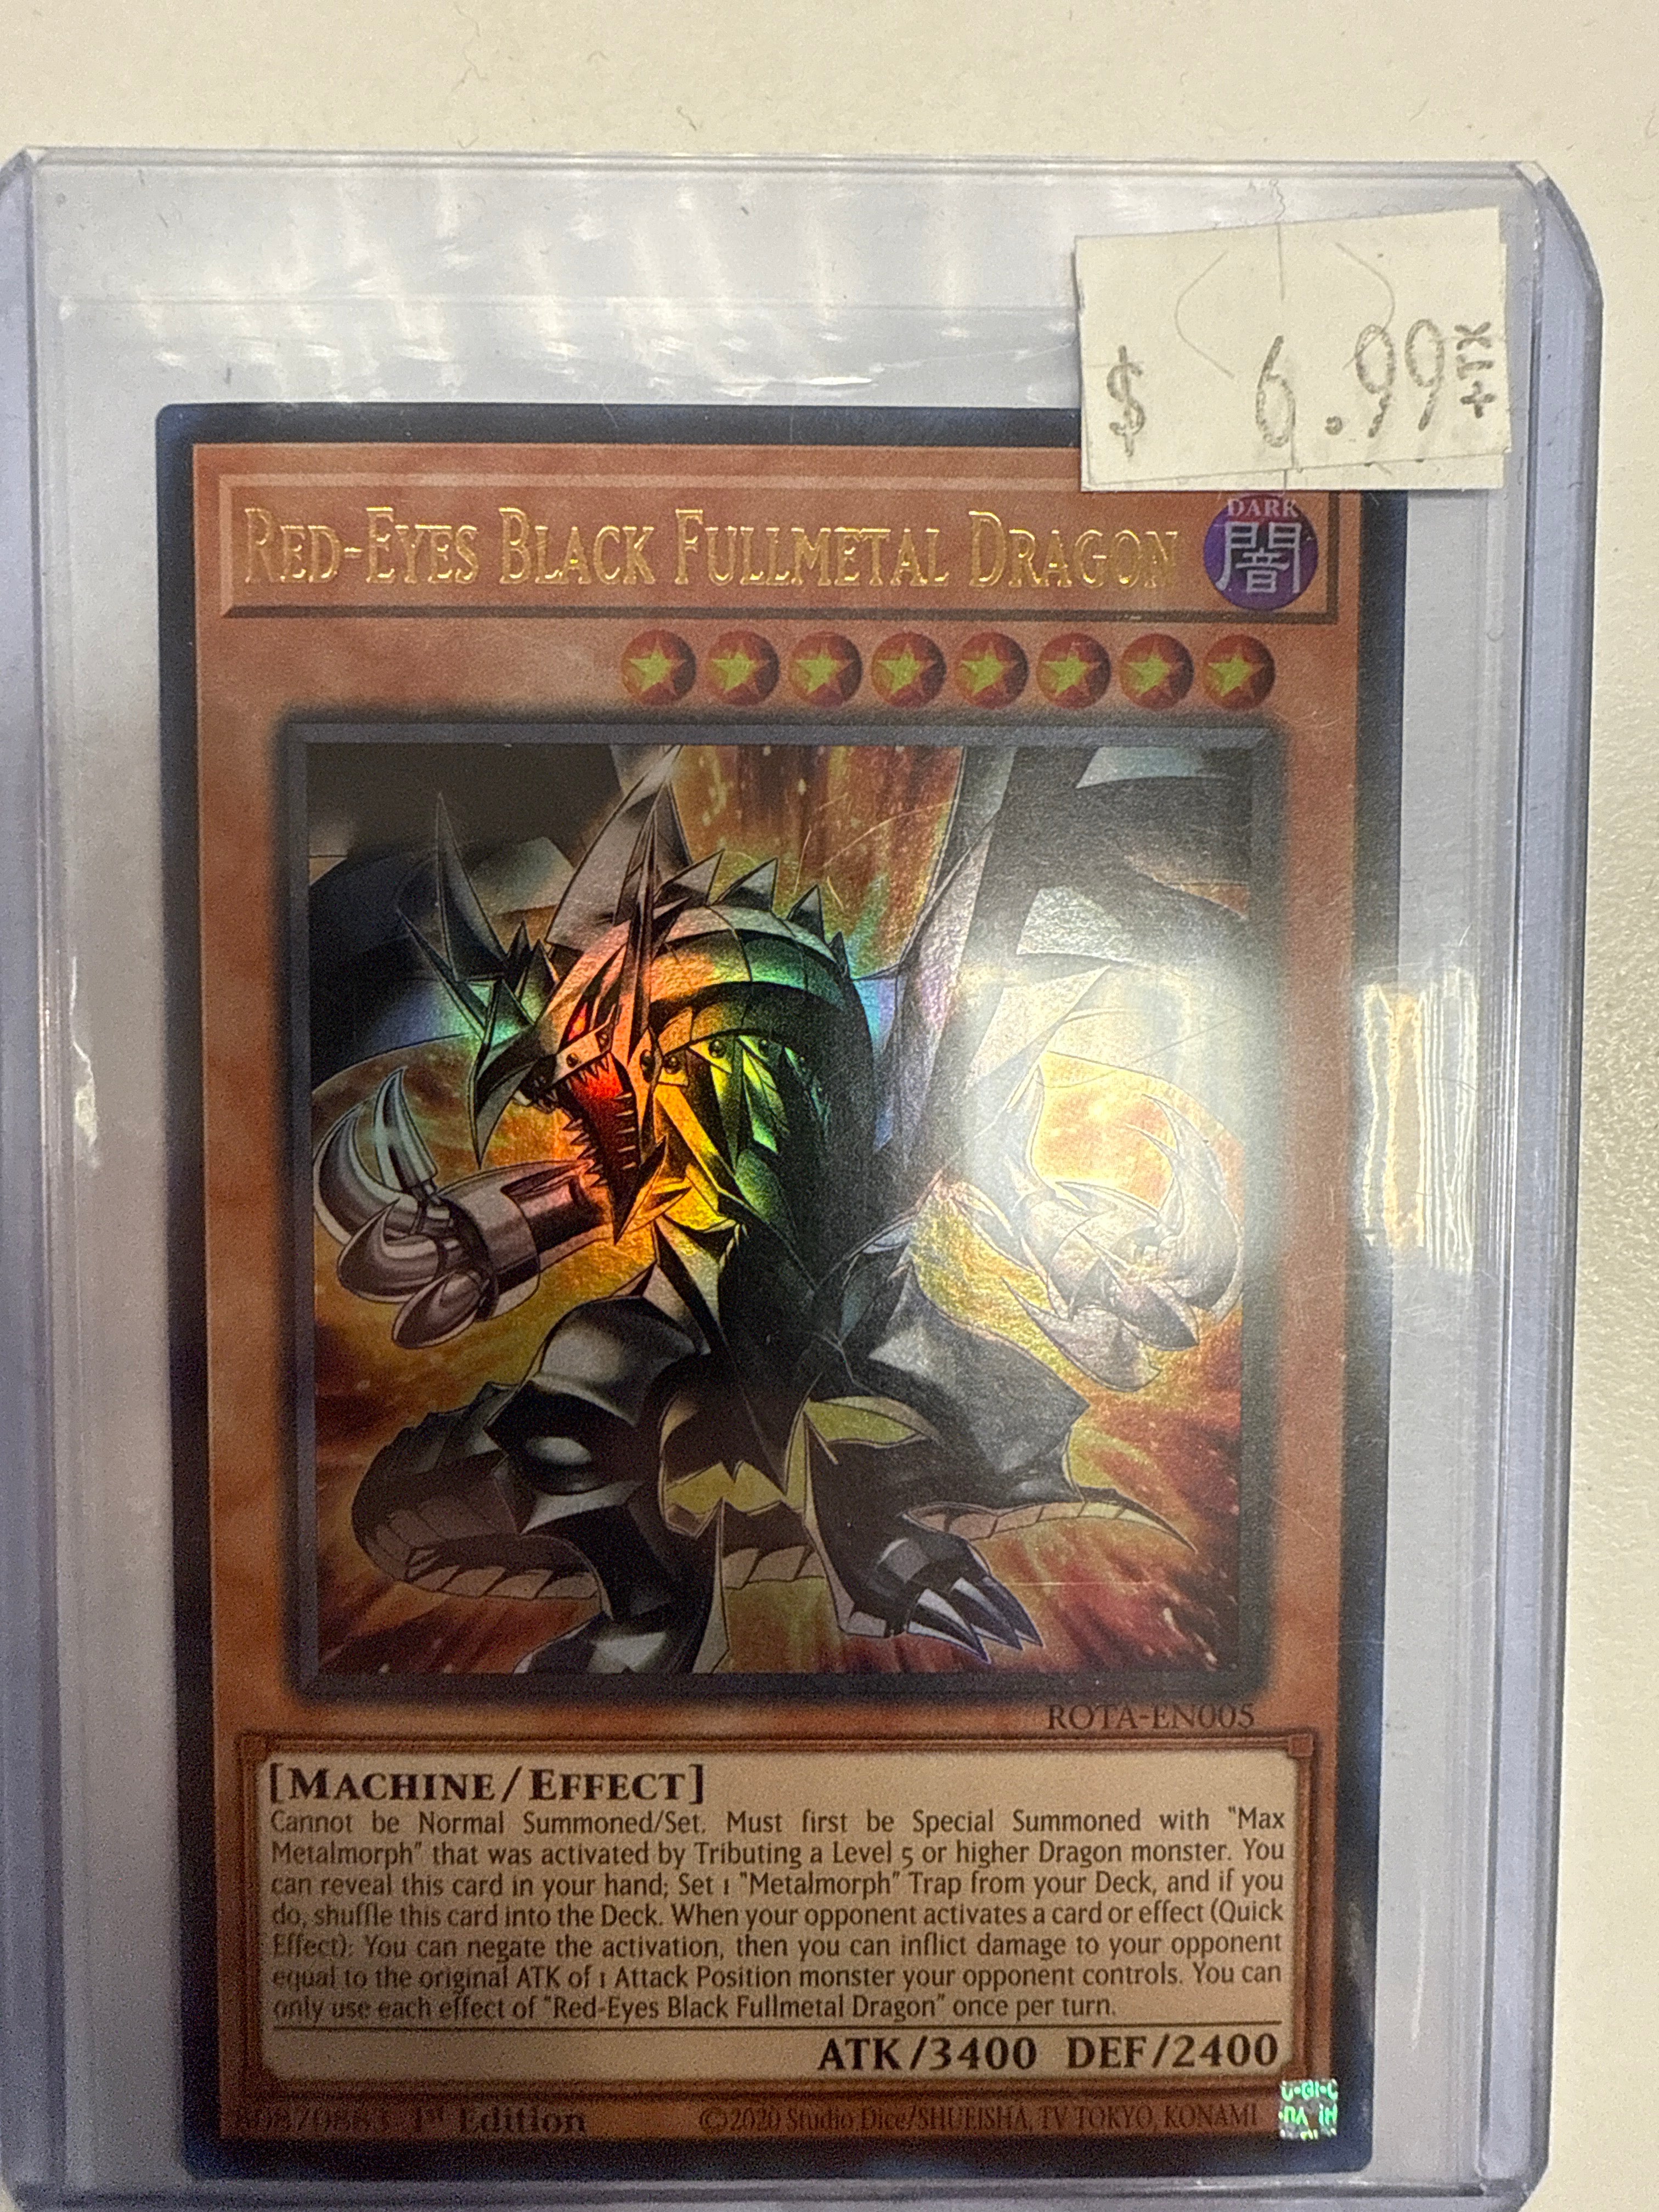 $ 6.99 +TX
RED-EYES BLACK FULLMETAL DRAGON
DARK
闇
ROTA-EN005
[MACHINE/EFFECT]
Cannot be Normal Summoned/Set. Must first be Special Summoned with "Max
Metalmorph" that was activated by Tributing a Level 5 or higher Dragon monster. You
can reveal this card in your hand; Set 1 "Metalmorph" Trap from your Deck, and if you
do, shuffle this card into the Deck. When your opponent activates a card or effect (Quick
Effect): You can negate the activation, then you can inflict damage to your opponent
equal to the original ATK of 1 Attack Position monster your opponent controls. You can
only use each effect of "Red-Eyes Black Fullmetal Dragon" once per turn.
ATK/3400 DEF/2400
1st Edition ©2020 Studio Dice/SHUEISHA, TV TOKYO, KONAMI